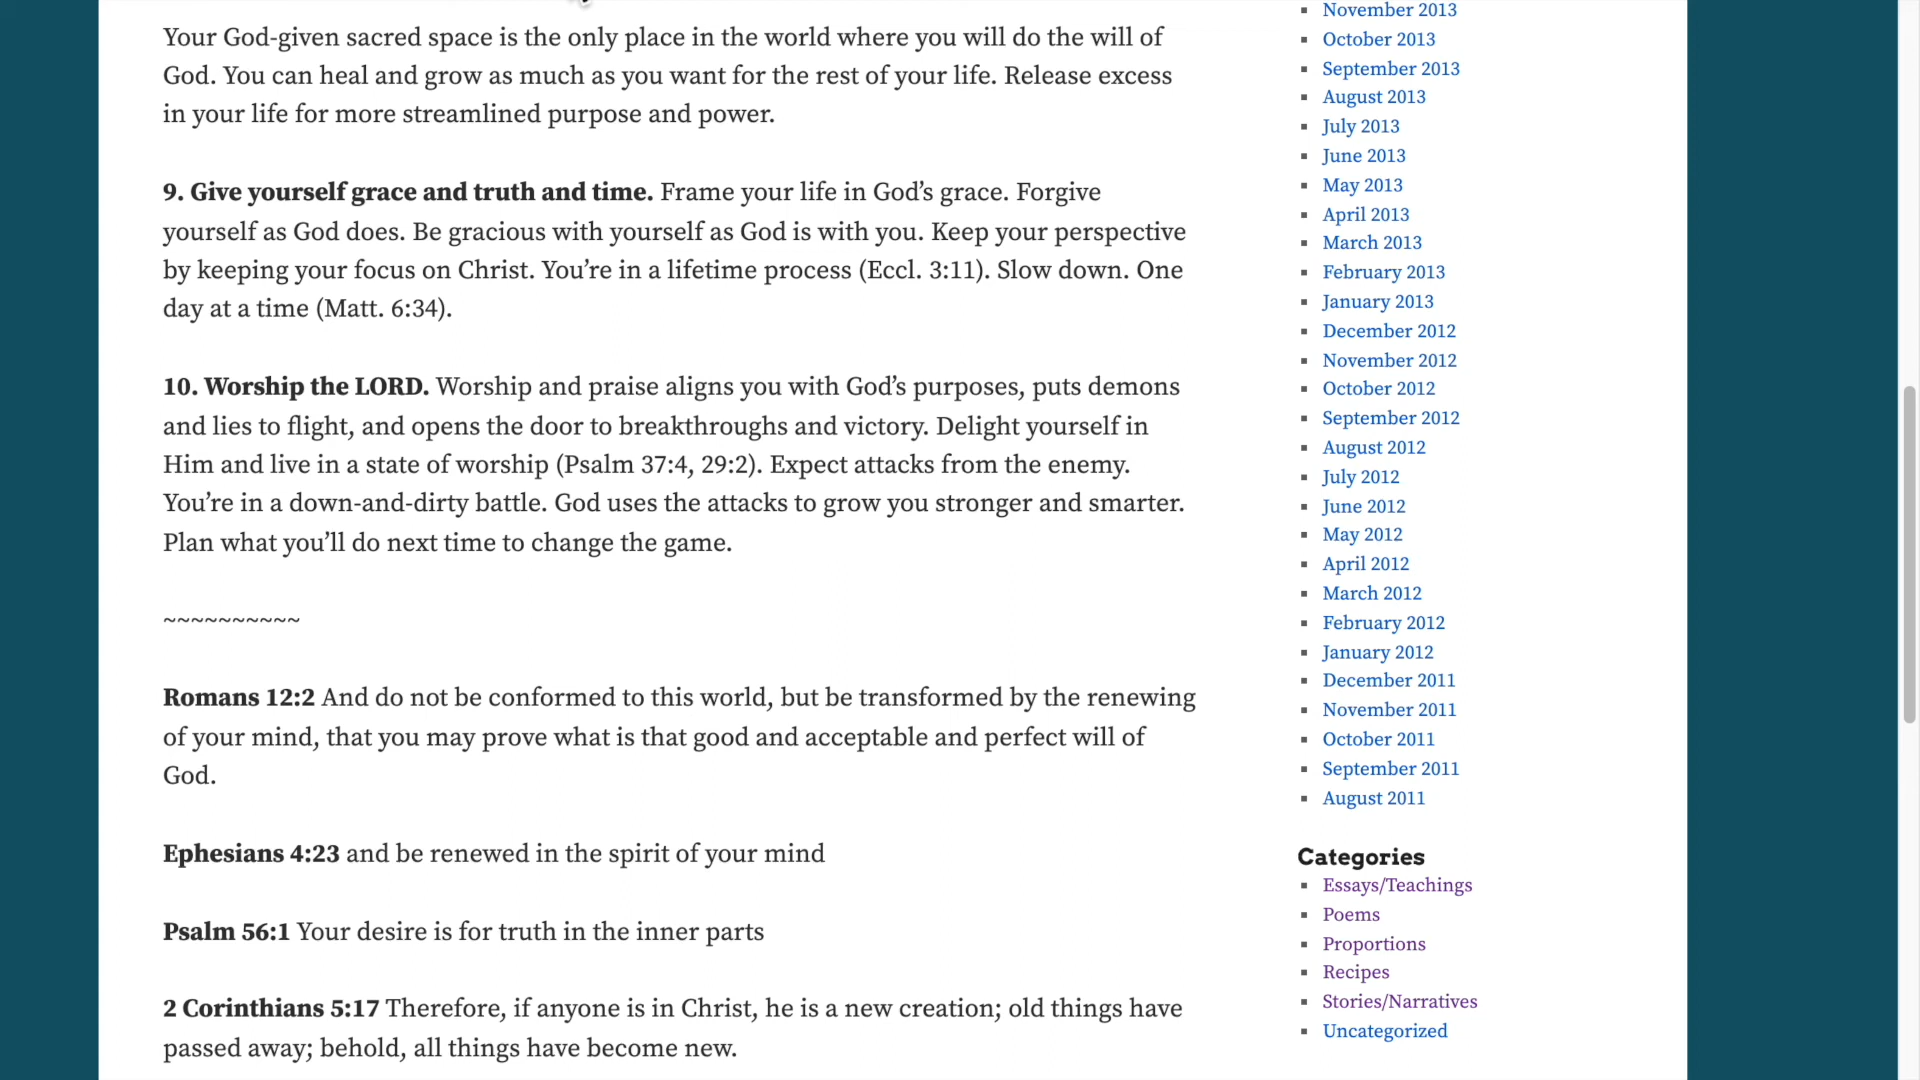 Your God-given sacred space is the only place in the world where you will do the will of
God. You can heal and grow as much as you want for the rest of your life. Release excess
in your life for more streamlined purpose and power.
9. Give yourself grace and truth and time. Frame your life in God’s grace. Forgive
yourself as God does. Be gracious with yourself as God is with you. Keep your perspective
by keeping your focus on Christ. You’re in a lifetime process (Eccl. 3:11). Slow down. One
day at a time (Matt. 6:34).
10. Worship the LORD. Worship and praise aligns you with God’s purposes, puts demons
and lies to flight, and opens the door to breakthroughs and victory. Delight yourself in
Him and live in a state of worship (Psalm 37:4, 29:2). Expect attacks from the enemy.
You’re in a down-and-dirty battle. God uses the attacks to grow you stronger and smarter.
Plan what you’ll do next time to change the game.
~~~~~~~~~~
Romans 12:2 And do not be conformed to this world, but be transformed by the renewing
of your mind, that you may prove what is that good and acceptable and perfect will of
God.
Ephesians 4:23 and be renewed in the spirit of your mind
Psalm 56:1 Your desire is for truth in the inner parts
2 Corinthians 5:17 Therefore, if anyone is in Christ, he is a new creation; old things have
passed away; behold, all things have become new.
November 2013
October 2013
September 2013
August 2013
July 2013
June 2013
May 2013
April 2013
March 2013
February 2013
January 2013
December 2012
November 2012
October 2012
September 2012
August 2012
July 2012
June 2012
May 2012
April 2012
March 2012
February 2012
January 2012
December 2011
November 2011
October 2011
September 2011
August 2011
Categories
Essays/Teachings
Poems
Proportions
Recipes
Stories/Narratives
Uncategorized